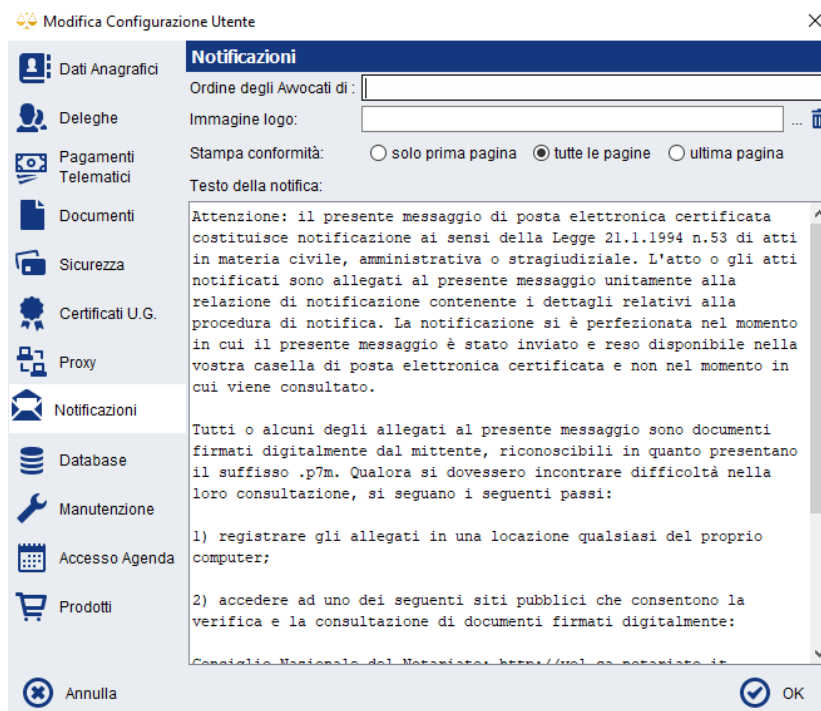 Modifica Configurazione Utente
Dati Anagrafici
Deleghe
Pagamenti
Telematici
Documenti
Sicurezza
Certificati U.G.
Proxy
Notificazioni
Database
Manutenzione
Accesso Agenda
Prodotti
Notificazioni
Ordine degli Avvocati di :
Immagine logo:
...
Stampa conformità: solo prima pagina tutte le pagine ultima pagina
Testo della notifica:
Attenzione: il presente messaggio di posta elettronica certificata
costituisce notificazione ai sensi della Legge 21.1.1994 n.53 di atti
in materia civile, amministrativa o stragiudiziale. L'atto o gli atti
notificati sono allegati al presente messaggio unitamente alla
relazione di notificazione contenente i dettagli relativi alla
procedura di notifica. La notificazione si è perfezionata nel momento
in cui il presente messaggio è stato inviato e reso disponibile nella
vostra casella di posta elettronica certificata e non nel momento in
cui viene consultato.
Tutti o alcuni degli allegati al presente messaggio sono documenti
firmati digitalmente dal mittente, riconoscibili in quanto presentano
il suffisso .p7m. Qualora si dovessero incontrare difficoltà nella
loro consultazione, si seguano i seguenti passi:
1) registrare gli allegati in una locazione qualsiasi del proprio
computer;
2) accedere ad uno dei seguenti siti pubblici che consentono la
verifica e la consultazione di documenti firmati digitalmente:
Consiglio Nazionale del Notariato: http://vol.ca.notariato.it
Annulla
OK